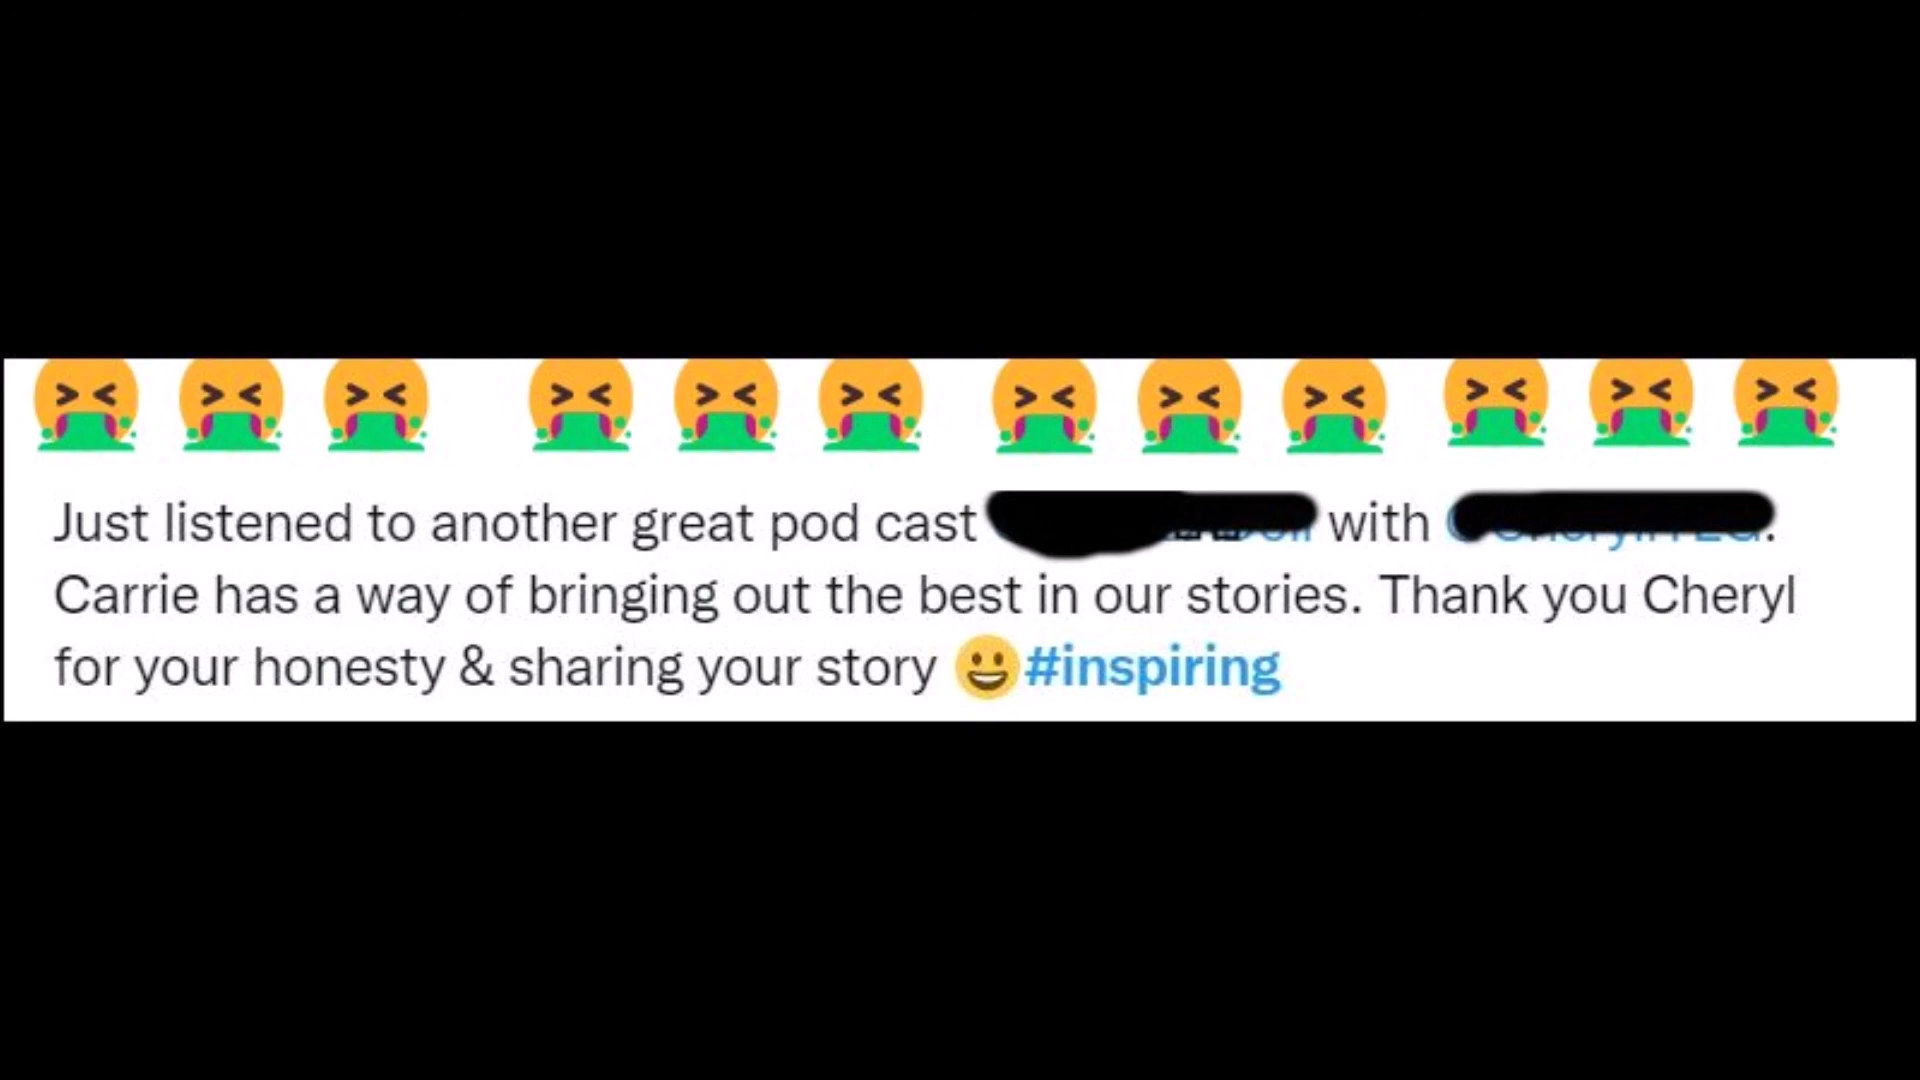 🤮🤮🤮 🤮🤮🤮 🤮🤮🤮 🤮🤮🤮
Just listened to another great pod cast with .
Carrie has a way of bringing out the best in our stories. Thank you Cheryl
for your honesty & sharing your story 😀#inspiring